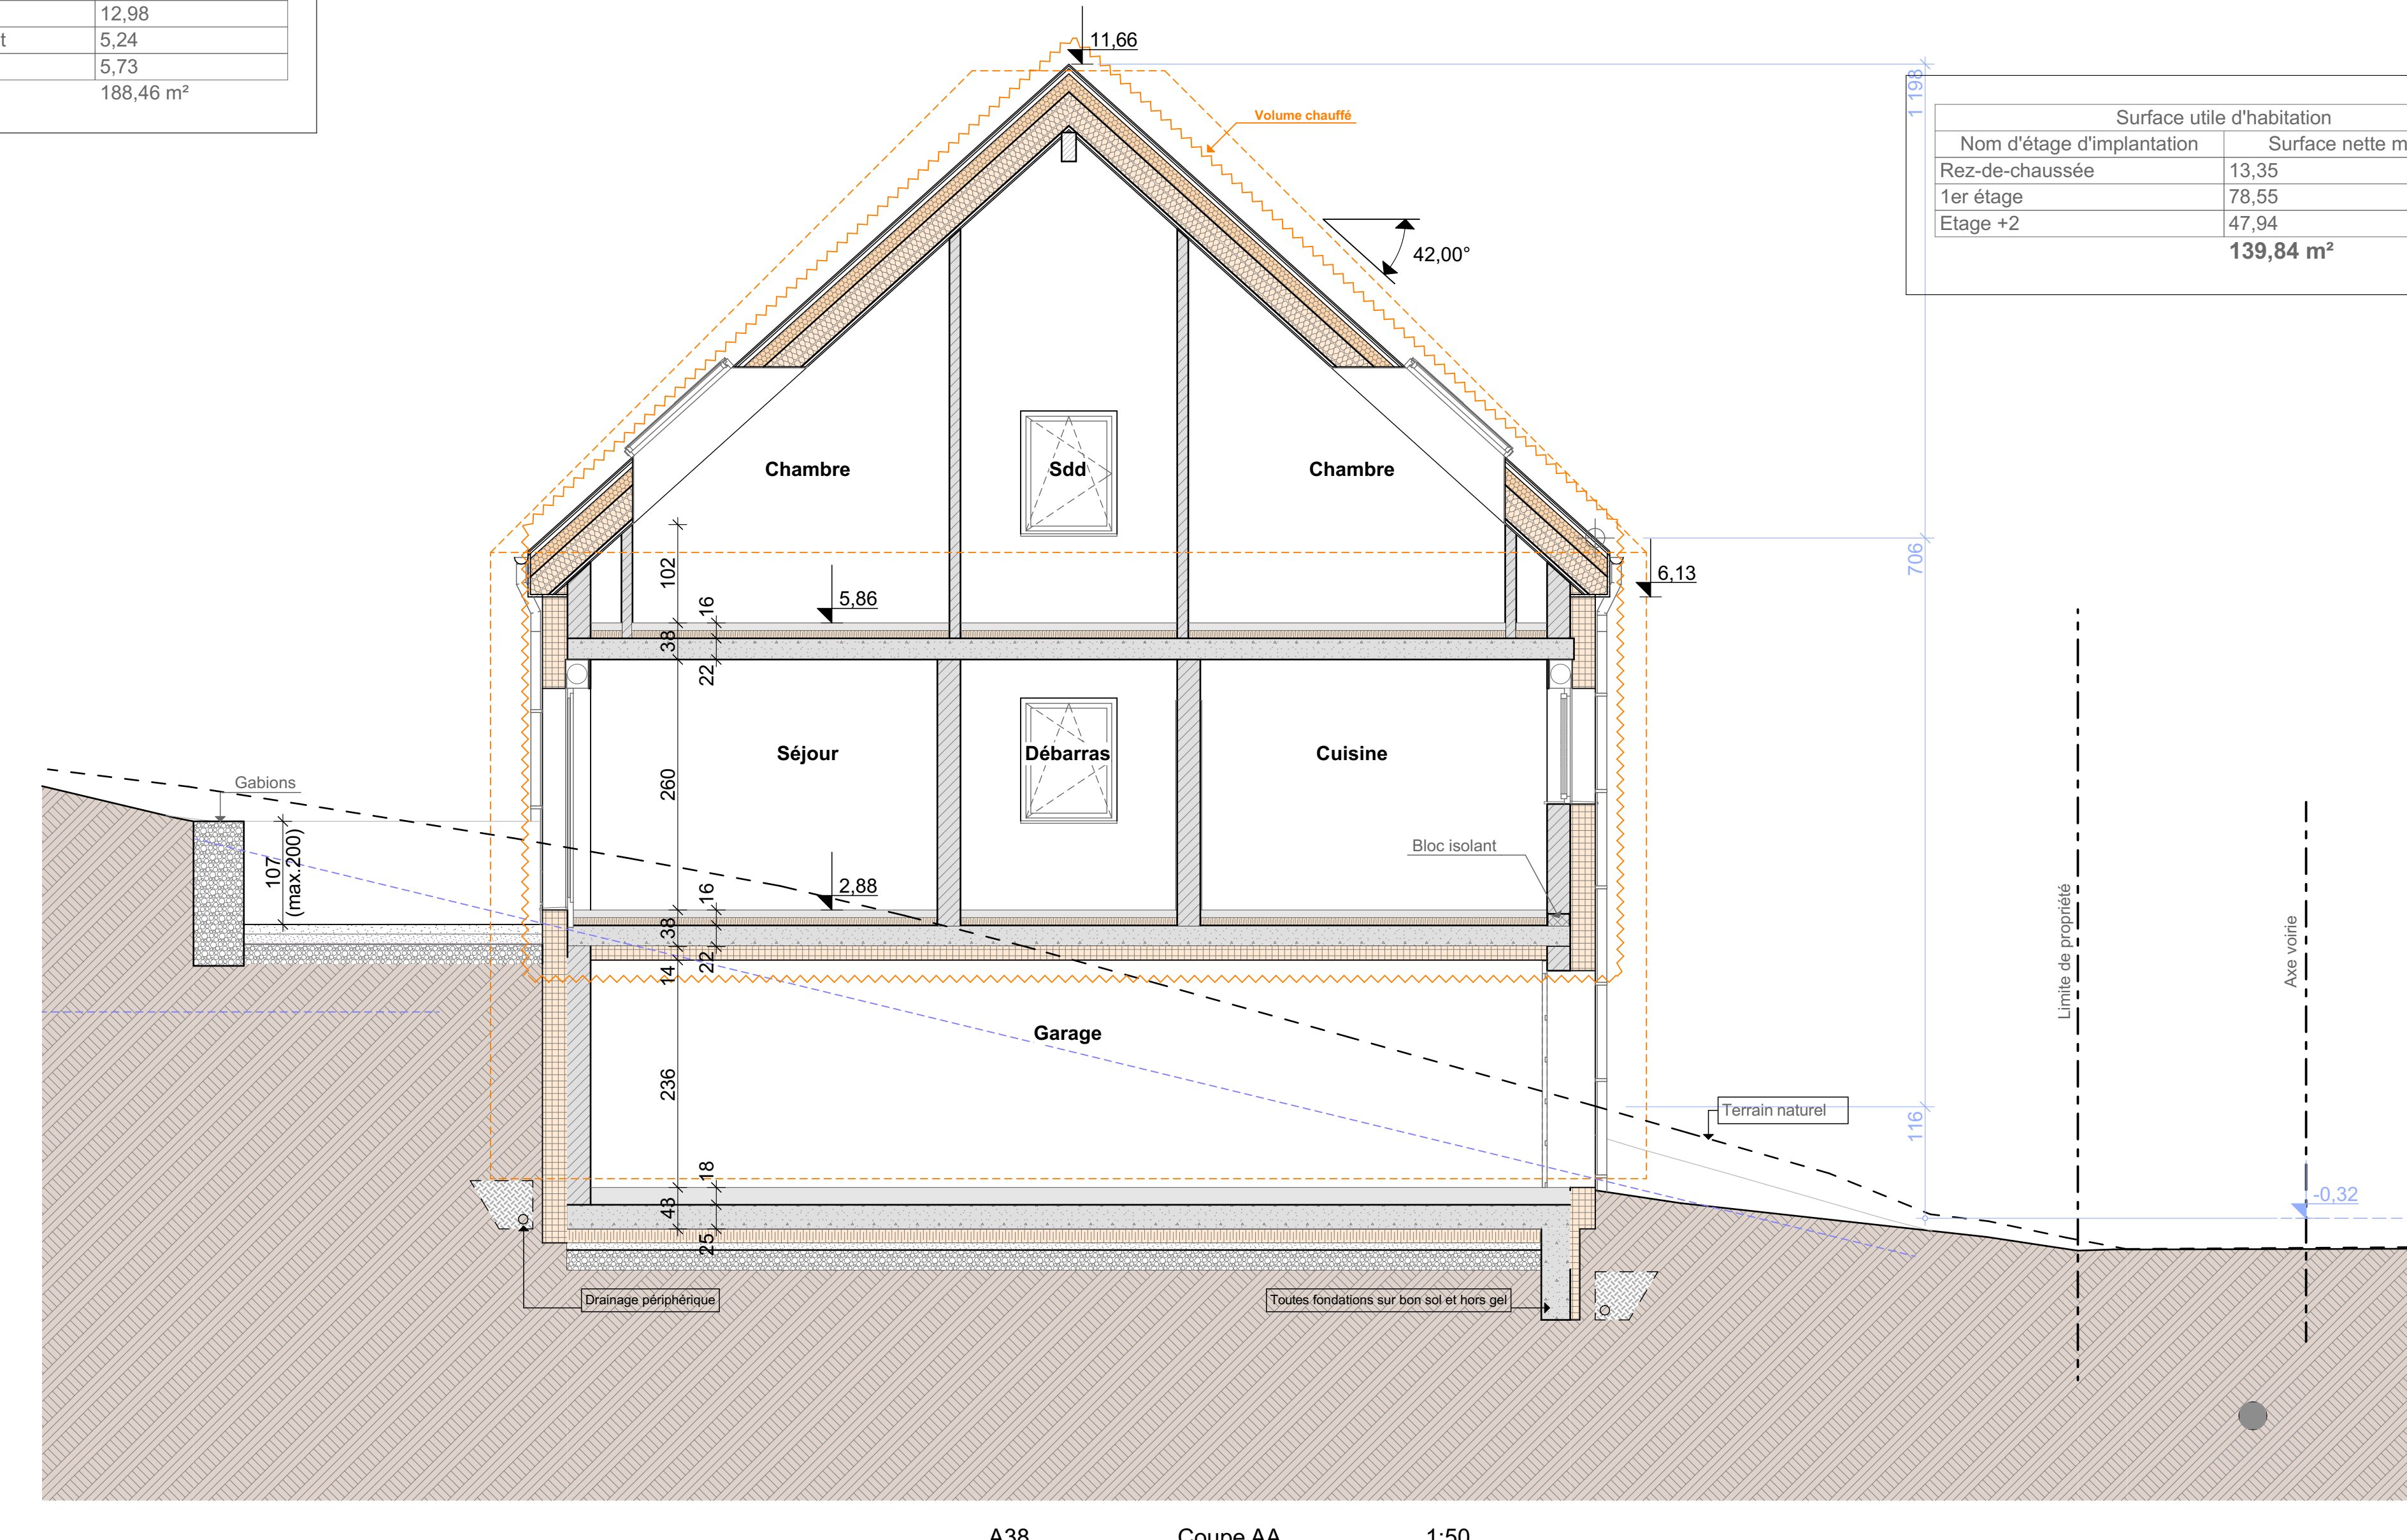 12,98
t 5,24
5,73
188,46 m²
11,66
1 198
Volume chauffé
Surface utile d'habitation
Nom d'étage d'implantation Surface nette m
Rez-de-chaussée 13,35
1er étage 78,55
Etage +2 47,94
139,84 m²
42,00°
Chambre
Sdd
Chambre
102
16
5,86
6,13
706
38
22
Séjour
Débarras
Cuisine
Gabions
260
107
(max.200)
Bloc isolant
16
2,88
38
22
14
Limite de propriété
Axe voirie
Garage
236
Terrain naturel
116
18
-0,32
43
25
Drainage périphérique
Toutes fondations sur bon sol et hors gel
A38 Coupe AA 1:50